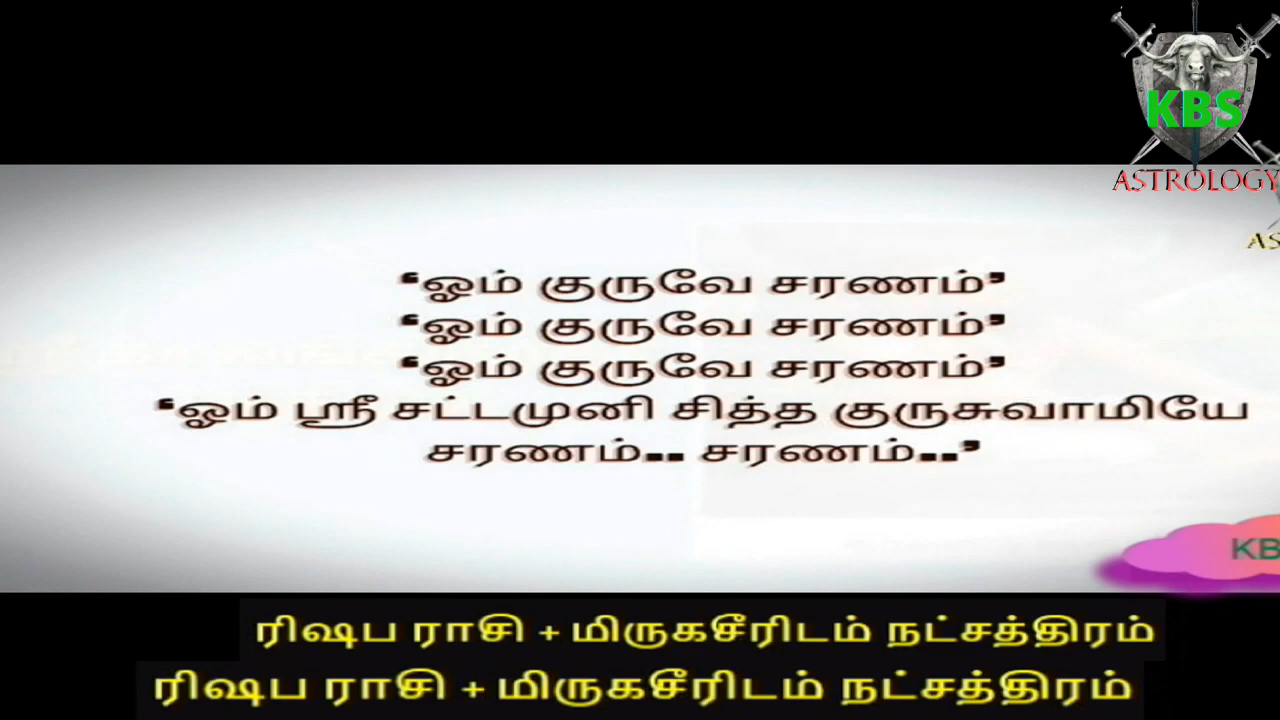 KBS
ASTROLOGY
‘ஓம் குருவே சரணம்’
‘ஓம் குருவே சரணம்’
‘ஓம் குருவே சரணம்’
‘ஓம் ஸ்ரீ சட்டமுனி சித்த குருசுவாமியே
சரணம்.. சரணம்..’
ரிஷப ராசி + மிருகசீரிடம் நட்சத்திரம்
ரிஷப ராசி + மிருகசீரிடம் நட்சத்திரம்